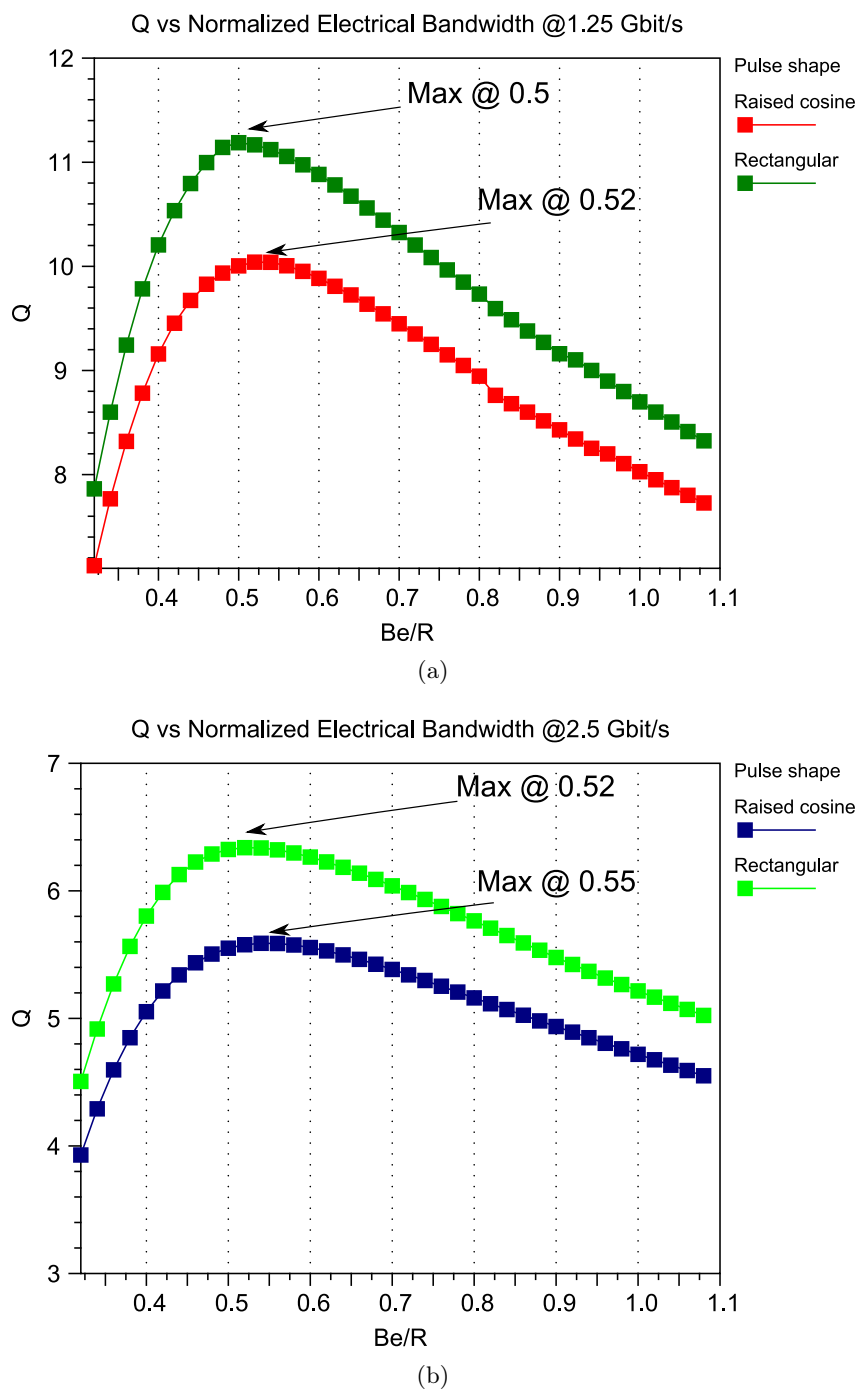 Q vs Normalized Electrical Bandwidth @1.25 Gbit/s
Pulse shape
Raised cosine
Rectangular
Max @ 0.5
Max @ 0.52
12
11
10
9
8
Q
0.4 0.5 0.6 0.7 0.8 0.9 1.0 1.1
Be/R
(a)
Q vs Normalized Electrical Bandwidth @2.5 Gbit/s
Pulse shape
Raised cosine
Rectangular
Max @ 0.52
Max @ 0.55
7
6
5
4
3
Q
0.4 0.5 0.6 0.7 0.8 0.9 1.0 1.1
Be/R
(b)